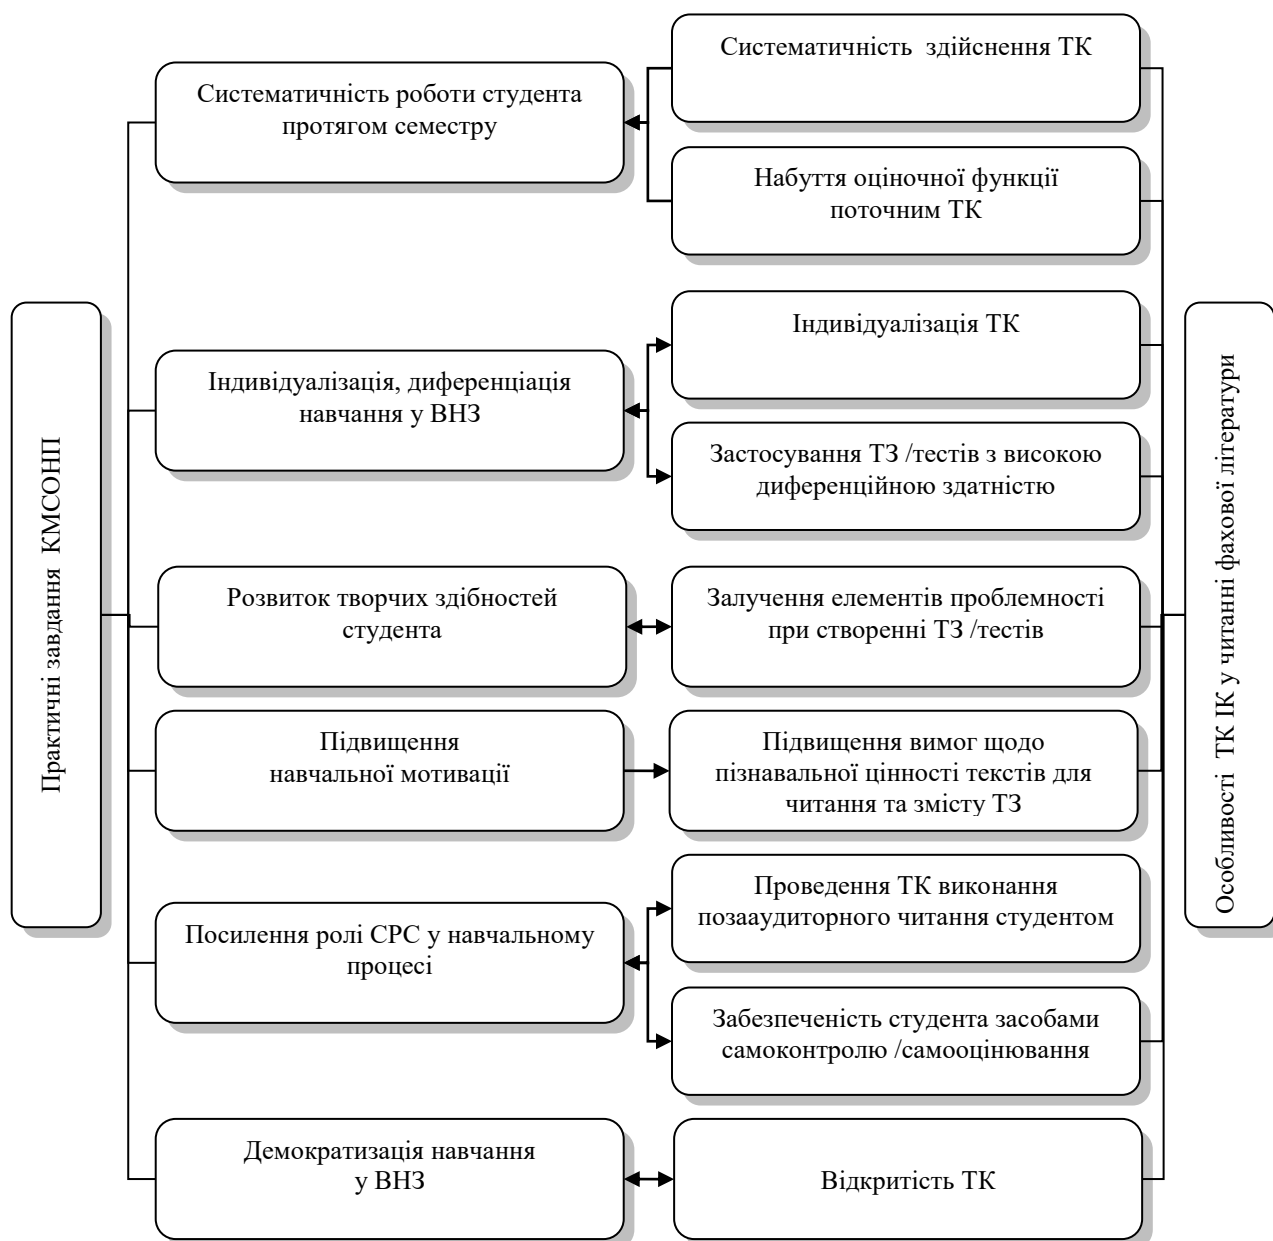 Практичні завдання КМСОНП
Систематичність роботи студента
протягом семестру
Систематичність здійснення ТК
Набуття оціночної функції
поточним ТК
Індивідуалізація, диференціація
навчання у ВНЗ
Індивідуалізація ТК
Застосування ТЗ /тестів з високою
диференційною здатністю
Розвиток творчих здібностей
студента
Залучення елементів проблемності
при створенні ТЗ /тестів
Підвищення
навчальної мотивації
Підвищення вимог щодо
пізнавальної цінності текстів для
читання та змісту ТЗ
Посилення ролі СРС у навчальному
процесі
Проведення ТК виконання
позааудиторного читання студентом
Забезпеченість студента засобами
самоконтролю /самооцінювання
Демократизація навчання
у ВНЗ
Відкритість ТК
Особливості ТК ІК у читанні фахової літератури